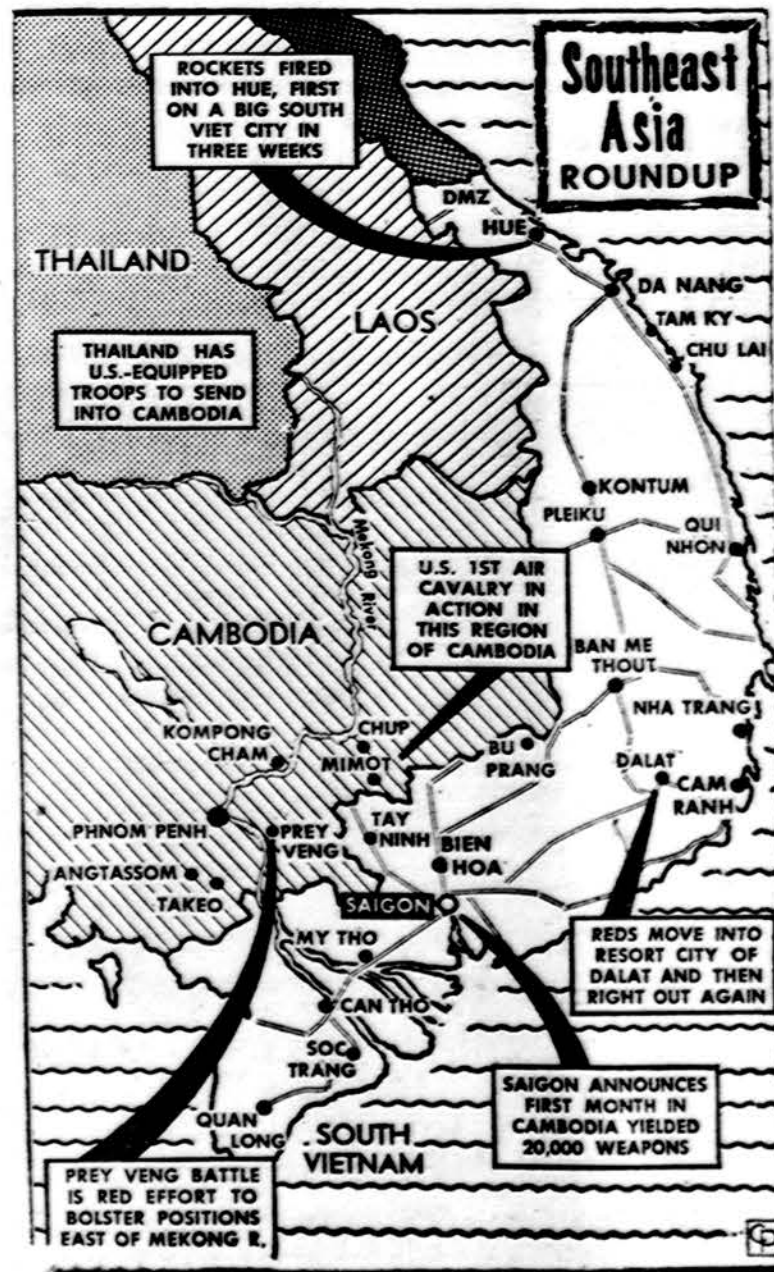 Southeast
Asia
ROUNDUP
ROCKETS FIRED
INTO HUE, FIRST
ON A BIG SOUTH
VIET CITY IN
THREE WEEKS
DMZ
HUE
THAILAND
DA NANG
LAOS
TAM KY
CHU LAI
THAILAND HAS
U.S.-EQUIPPED
TROOPS TO SEND
INTO CAMBODIA
KONTUM
PLEIKU
QUI
NHON
Mekong River
U.S. 1ST AIR
CAVALRY IN
ACTION IN
THIS REGION
OF CAMBODIA
CAMBODIA
BAN ME
THOUT
NHA TRANG
KOMPONG
CHAM
CHUP
MIMOT
BU
PRANG
DALAT
CAM
RANH
PHNOM PENH
PREY
VENG
TAY
NINH
BIEN
HOA
ANGTASSOM
TAKEO
SAIGON
MY THO
REDS MOVE INTO
RESORT CITY OF
DALAT AND THEN
RIGHT OUT AGAIN
CAN THO
SOC
TRANG
SAIGON ANNOUNCES
FIRST MONTH IN
CAMBODIA YIELDED
20,000 WEAPONS
QUAN
LONG
SOUTH
VIETNAM
PREY VENG BATTLE
IS RED EFFORT TO
BOLSTER POSITIONS
EAST OF MEKONG R.